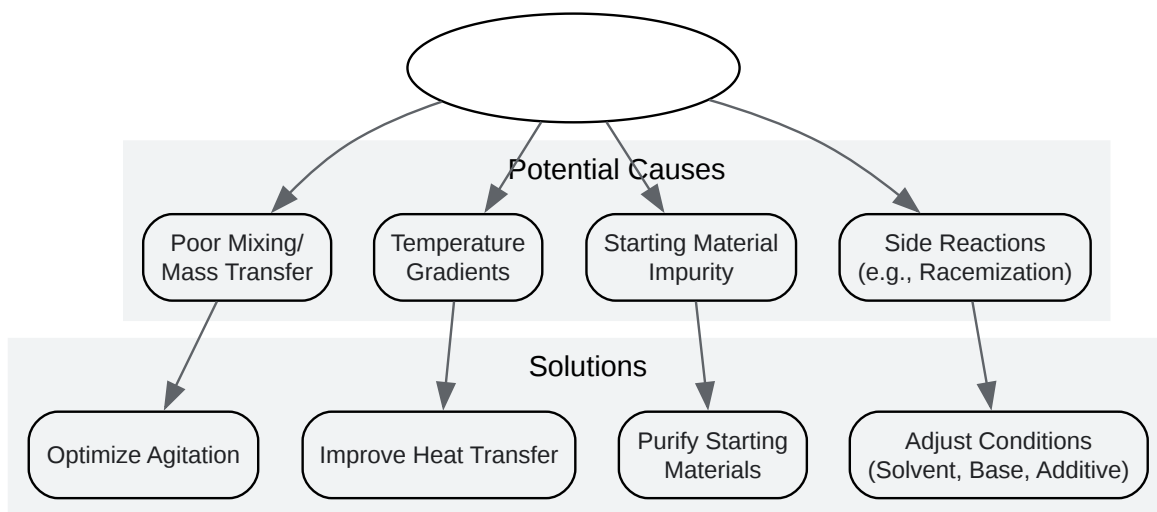 Potential Causes
Poor Mixing/
Mass Transfer
Temperature
Gradients
Starting Material
Impurity
Side Reactions
(e.g., Racemization)
Solutions
Optimize Agitation
Improve Heat Transfer
Purify Starting
Materials
Adjust Conditions
(Solvent, Base, Additive)